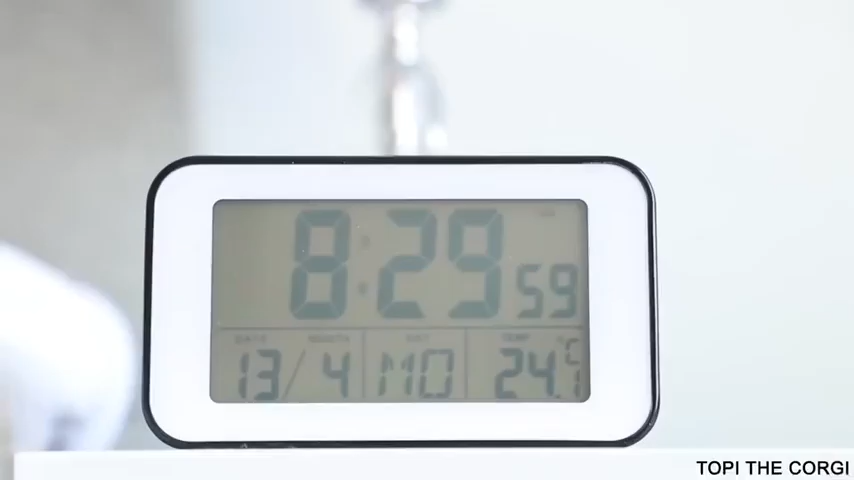 8:29 59
DATE MONTH DAY TEMP
13/4 MO 24.1°C
TOPI THE CORGI